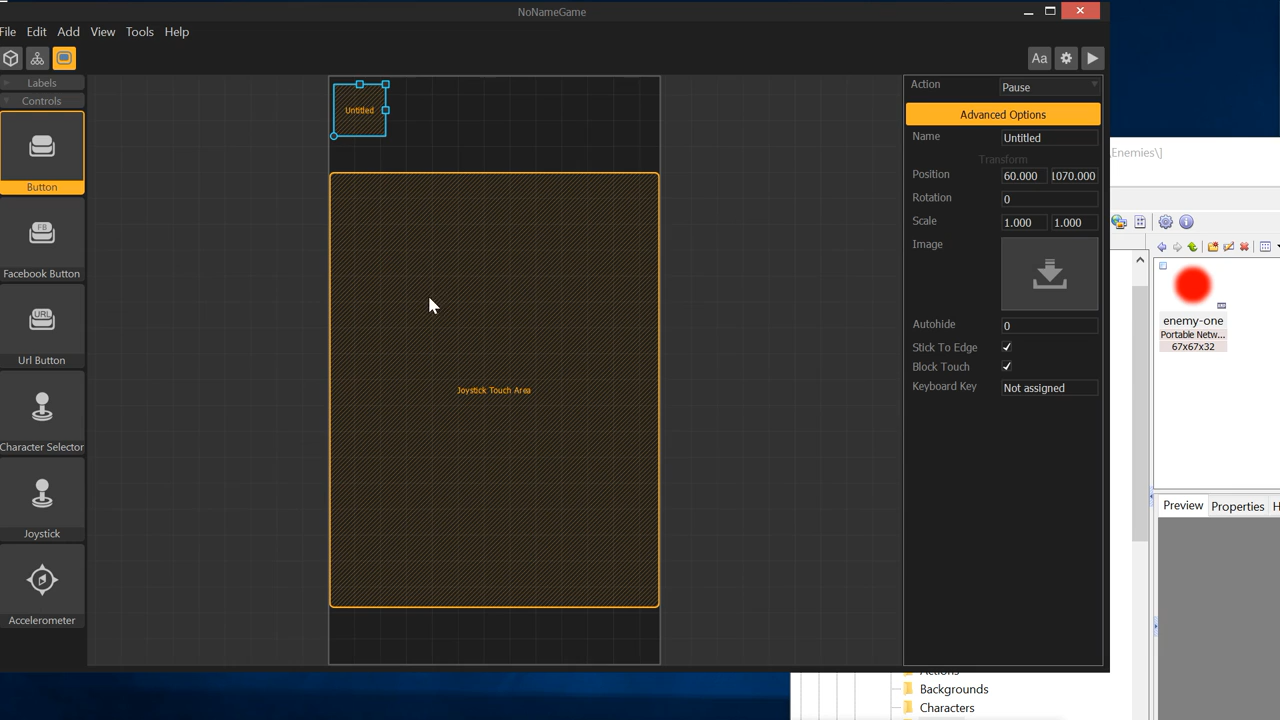 NoNameGame
File Edit Add View Tools Help
Aa
Labels
Controls
Button
FB
Facebook Button
URL
Url Button
Character Selector
Joystick
Accelerometer
Untitled
Joystick Touch Area
Action Pause
Advanced Options
Name Untitled
Transform
Position 60.000 1070.000
Rotation 0
Scale 1.000 1.000
Image
Autohide 0
Stick To Edge
Block Touch
Keyboard Key Not assigned
Enemies\]
enemy-one
Portable Netw...
67x67x32
Preview Properties H
Actions
Backgrounds
Characters